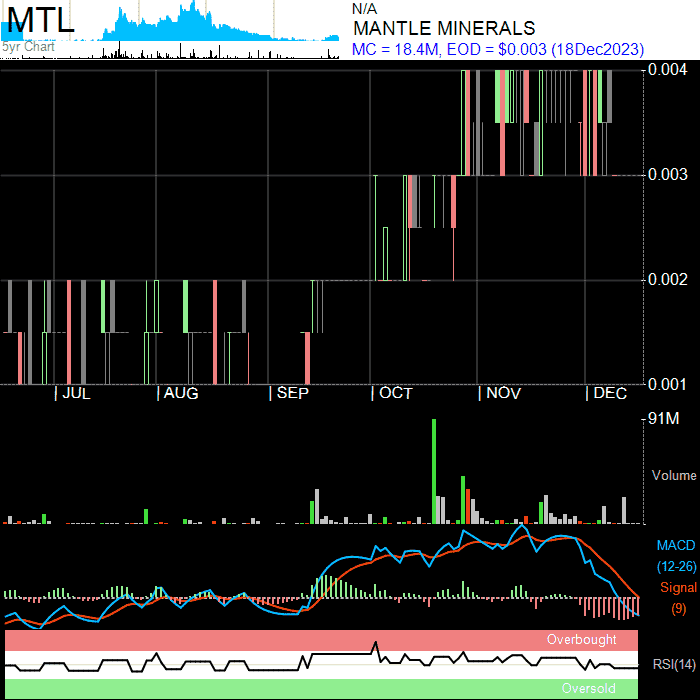 MTL
5yr Chart
N/A
MANTLE MINERALS
MC = 18.4M, EOD = $0.003 (18Dec2023)
0.004
0.003
0.002
0.001
| JUL | AUG | SEP | OCT | NOV | DEC
91M
Volume
MACD
(12-26)
Signal
(9)
Overbought
RSI(14)
Oversold